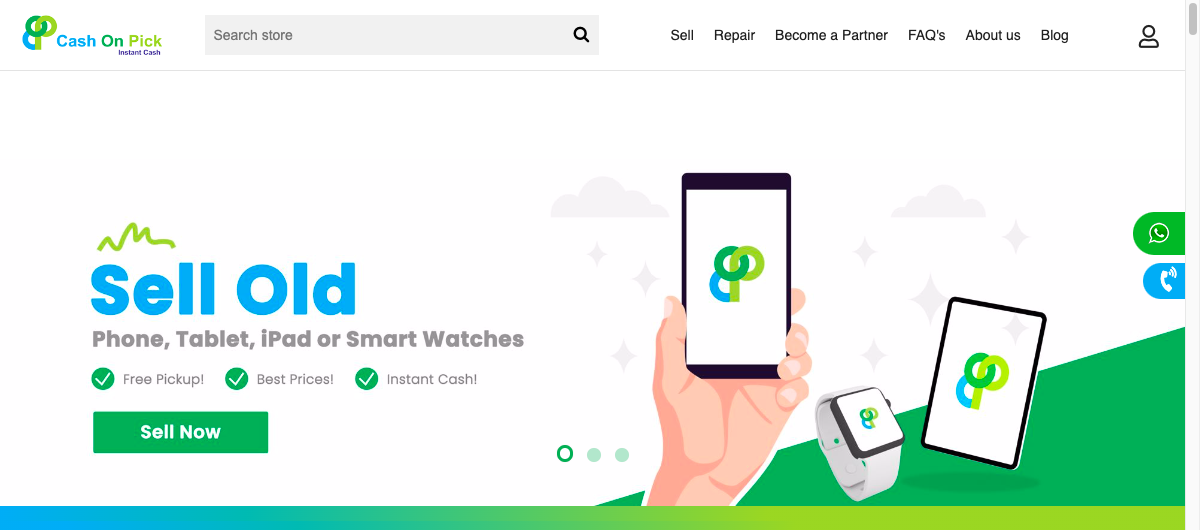 Cash On Pick
Instant Cash
Search store
Sell Repair Become a Partner FAQ's About us Blog
Sell Old
Phone, Tablet, iPad or Smart Watches
Free Pickup! Best Prices! Instant Cash!
Sell Now